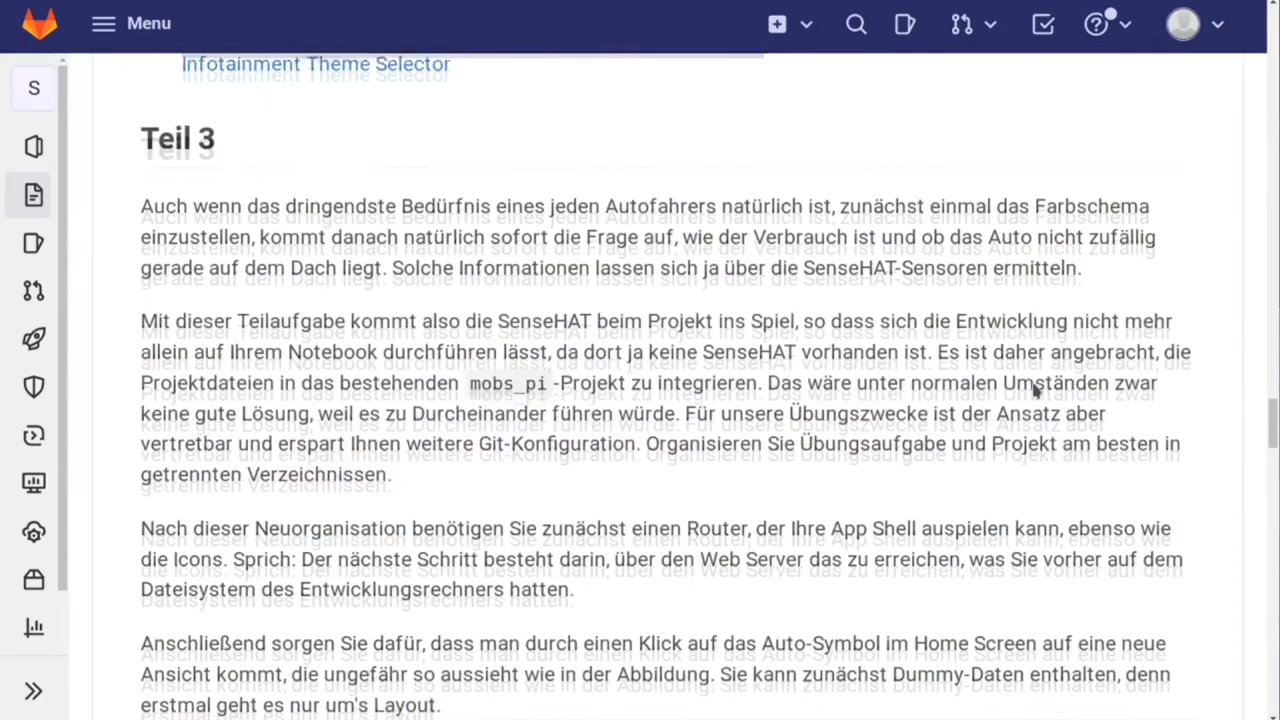 Menu
S
Infotainment Theme Selector
Teil 3
Auch wenn das dringendste Bedürfnis eines jeden Autofahrers natürlich ist, zunächst einmal das Farbschema
einzustellen, kommt danach natürlich sofort die Frage auf, wie der Verbrauch ist und ob das Auto nicht zufällig
gerade auf dem Dach liegt. Solche Informationen lassen sich ja über die SenseHAT-Sensoren ermitteln.
Mit dieser Teilaufgabe kommt also die SenseHAT beim Projekt ins Spiel, so dass sich die Entwicklung nicht mehr
allein auf Ihrem Notebook durchführen lässt, da dort ja keine SenseHAT vorhanden ist. Es ist daher angebracht, die
Projektdateien in das bestehenden mobs_pi -Projekt zu integrieren. Das wäre unter normalen Umständen zwar
keine gute Lösung, weil es zu Durcheinander führen würde. Für unsere Übungszwecke ist der Ansatz aber
vertretbar und erspart Ihnen weitere Git-Konfiguration. Organisieren Sie Übungsaufgabe und Projekt am besten in
getrennten Verzeichnissen.
Nach dieser Neuorganisation benötigen Sie zunächst einen Router, der Ihre App Shell auspielen kann, ebenso wie
die Icons. Sprich: Der nächste Schritt besteht darin, über den Web Server das zu erreichen, was Sie vorher auf dem
Dateisystem des Entwicklungsrechners hatten.
Anschließend sorgen Sie dafür, dass man durch einen Klick auf das Auto-Symbol im Home Screen auf eine neue
Ansicht kommt, die ungefähr so aussieht wie in der Abbildung. Sie kann zunächst Dummy-Daten enthalten, denn
erstmal geht es nur um's Layout.